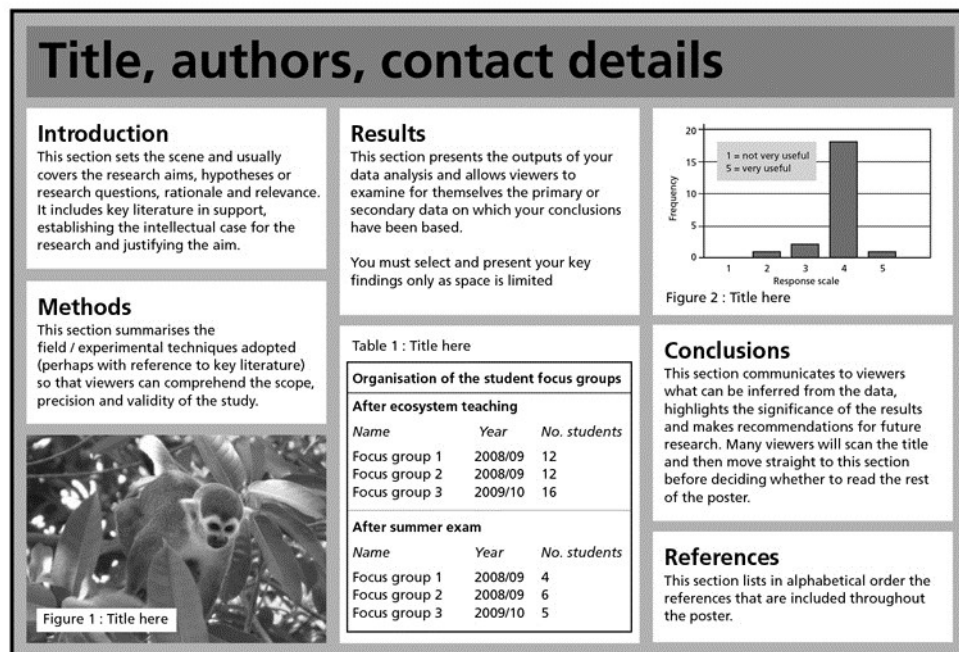 Title, authors, contact details
Introduction
This section sets the scene and usually
covers the research aims, hypotheses or
research questions, rationale and relevance.
It includes key literature in support,
establishing the intellectual case for the
research and justifying the aim.
Methods
This section summarises the
field / experimental techniques adopted
(perhaps with reference to key literature)
so that viewers can comprehend the scope,
precision and validity of the study.
Figure 1 : Title here
Results
This section presents the outputs of your
data analysis and allows viewers to
examine for themselves the primary or
secondary data on which your conclusions
have been based.
You must select and present your key
findings only as space is limited
Table 1 : Title here
Organisation of the student focus groups
After ecosystem teaching
Name Year No. students
Focus group 1 2008/09 12
Focus group 2 2008/09 12
Focus group 3 2009/10 16
After summer exam
Name Year No. students
Focus group 1 2008/09 4
Focus group 2 2008/09 6
Focus group 3 2009/10 5
20
15
10
5
0
Frequency
1 = not very useful
5 = very useful
1 2 3 4 5
Response scale
Figure 2 : Title here
Conclusions
This section communicates to viewers
what can be inferred from the data,
highlights the significance of the results
and makes recommendations for future
research. Many viewers will scan the title
and then move straight to this section
before deciding whether to read the rest
of the poster.
References
This section lists in alphabetical order the
references that are included throughout
the poster.